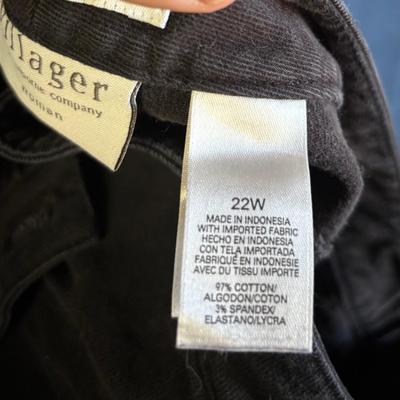 villager
company
woman
22W
MADE IN INDONESIA
WITH IMPORTED FABRIC
HECHO EN INDONESIA
CON TELA IMPORTADA
FABRIQUÉ EN INDONESIE
AVEC DU TISSU IMPORTÉ
97% COTTON/
ALGODON/COTON
3% SPANDEX/
ELASTANO/LYCRA